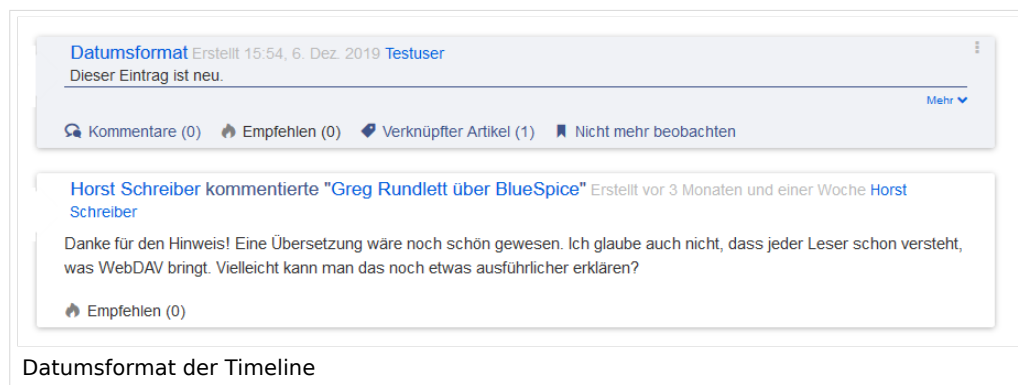 Datumsformat Erstellt 15:54, 6. Dez. 2019 Testuser
Dieser Eintrag ist neu.
Mehr
Kommentare (0) Empfehlen (0) Verknüpfter Artikel (1) Nicht mehr beobachten
Horst Schreiber kommentierte "Greg Rundlett über BlueSpice" Erstellt vor 3 Monaten und einer Woche Horst
Schreiber
Danke für den Hinweis! Eine Übersetzung wäre noch schön gewesen. Ich glaube auch nicht, dass jeder Leser schon versteht,
was WebDAV bringt. Vielleicht kann man das noch etwas ausführlicher erklären?
Empfehlen (0)
Datumsformat der Timeline